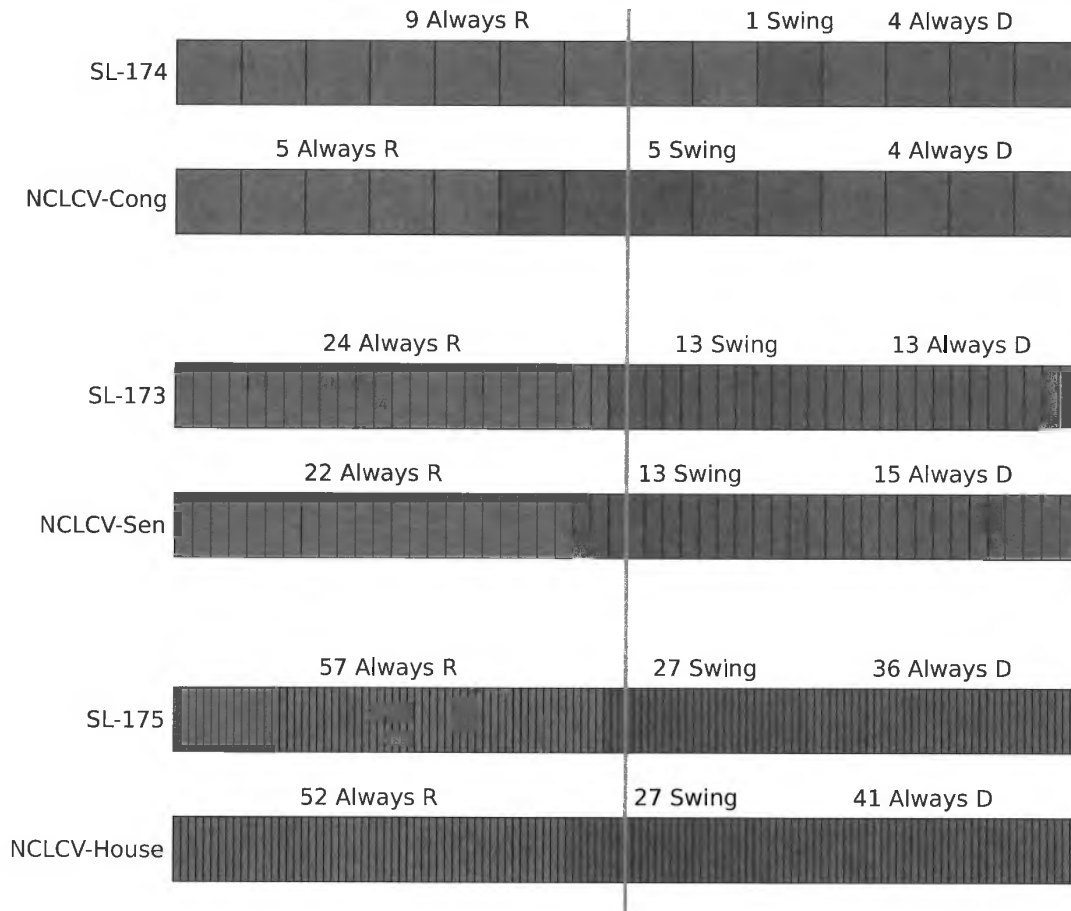 9 Always R 1 Swing 4 Always D
SL-174
5 Always R 5 Swing 4 Always D
NCLCV-Cong
24 Always R 13 Swing 13 Always D
SL-173
22 Always R 13 Swing 15 Always D
NCLCV-Sen
57 Always R 27 Swing 36 Always D
SL-175
52 Always R 27 Swing 41 Always D
NCLCV-House